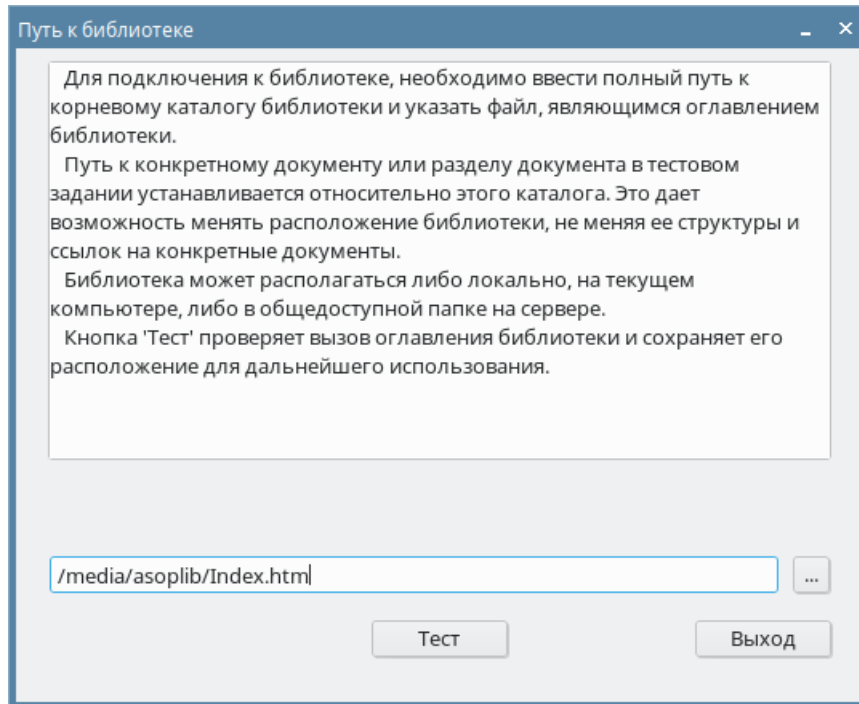 Путь к библиотеке
Для подключения к библиотеке, необходимо ввести полный путь к
корневому каталогу библиотеки и указать файл, являющимся оглавлением
библиотеки.
Путь к конкретному документу или разделу документа в тестовом
задании устанавливается относительно этого каталога. Это дает
возможность менять расположение библиотеки, не меняя ее структуры и
ссылок на конкретные документы.
Библиотека может располагаться либо локально, на текущем
компьютере, либо в общедоступной папке на сервере.
Кнопка 'Тест' проверяет вызов оглавления библиотеки и сохраняет его
расположение для дальнейшего использования.
/media/asoplib/Index.htm
...
Тест
Выход